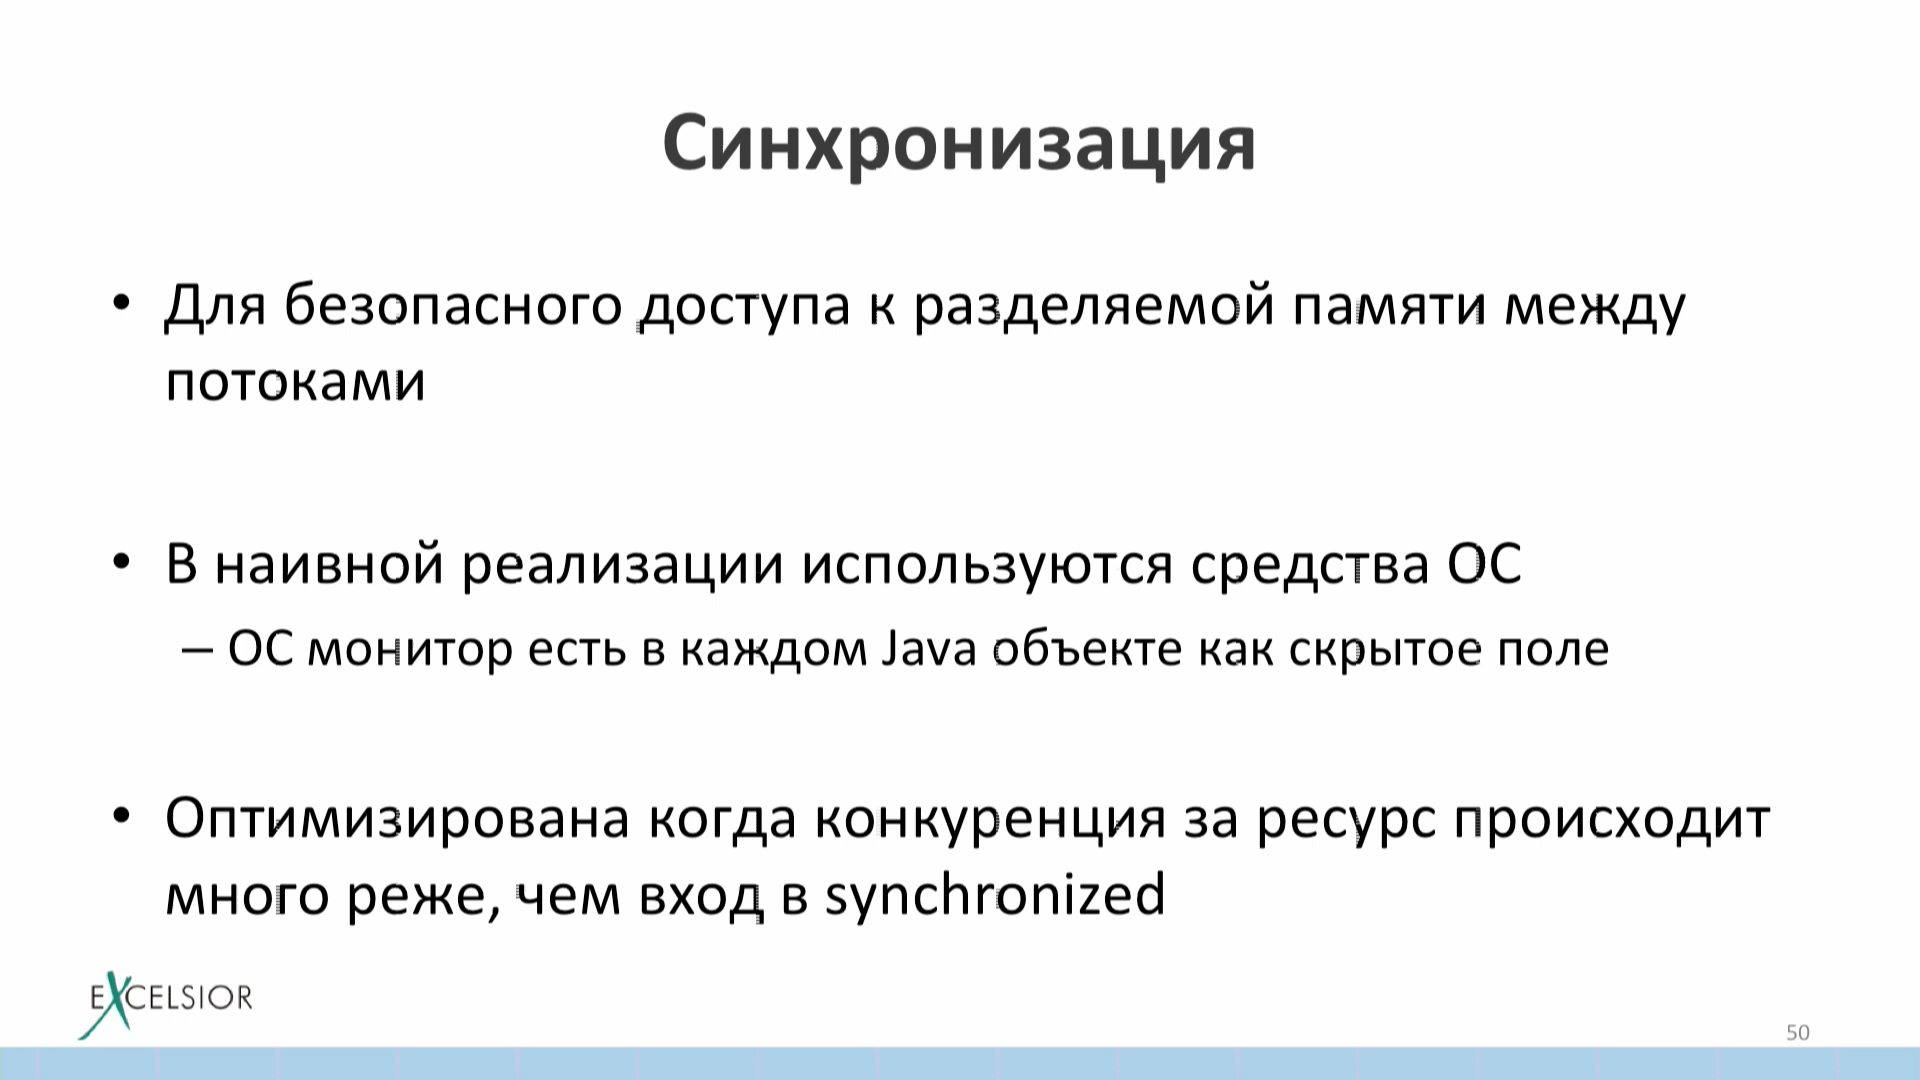 Синхронизация
• Для безопасного доступа к разделяемой памяти между
потоками
• В наивной реализации используются средства ОС
– ОС монитор есть в каждом Java объекте как скрытое поле
• Оптимизирована когда конкуренция за ресурс происходит
много реже, чем вход в synchronized
EXCELSIOR
50